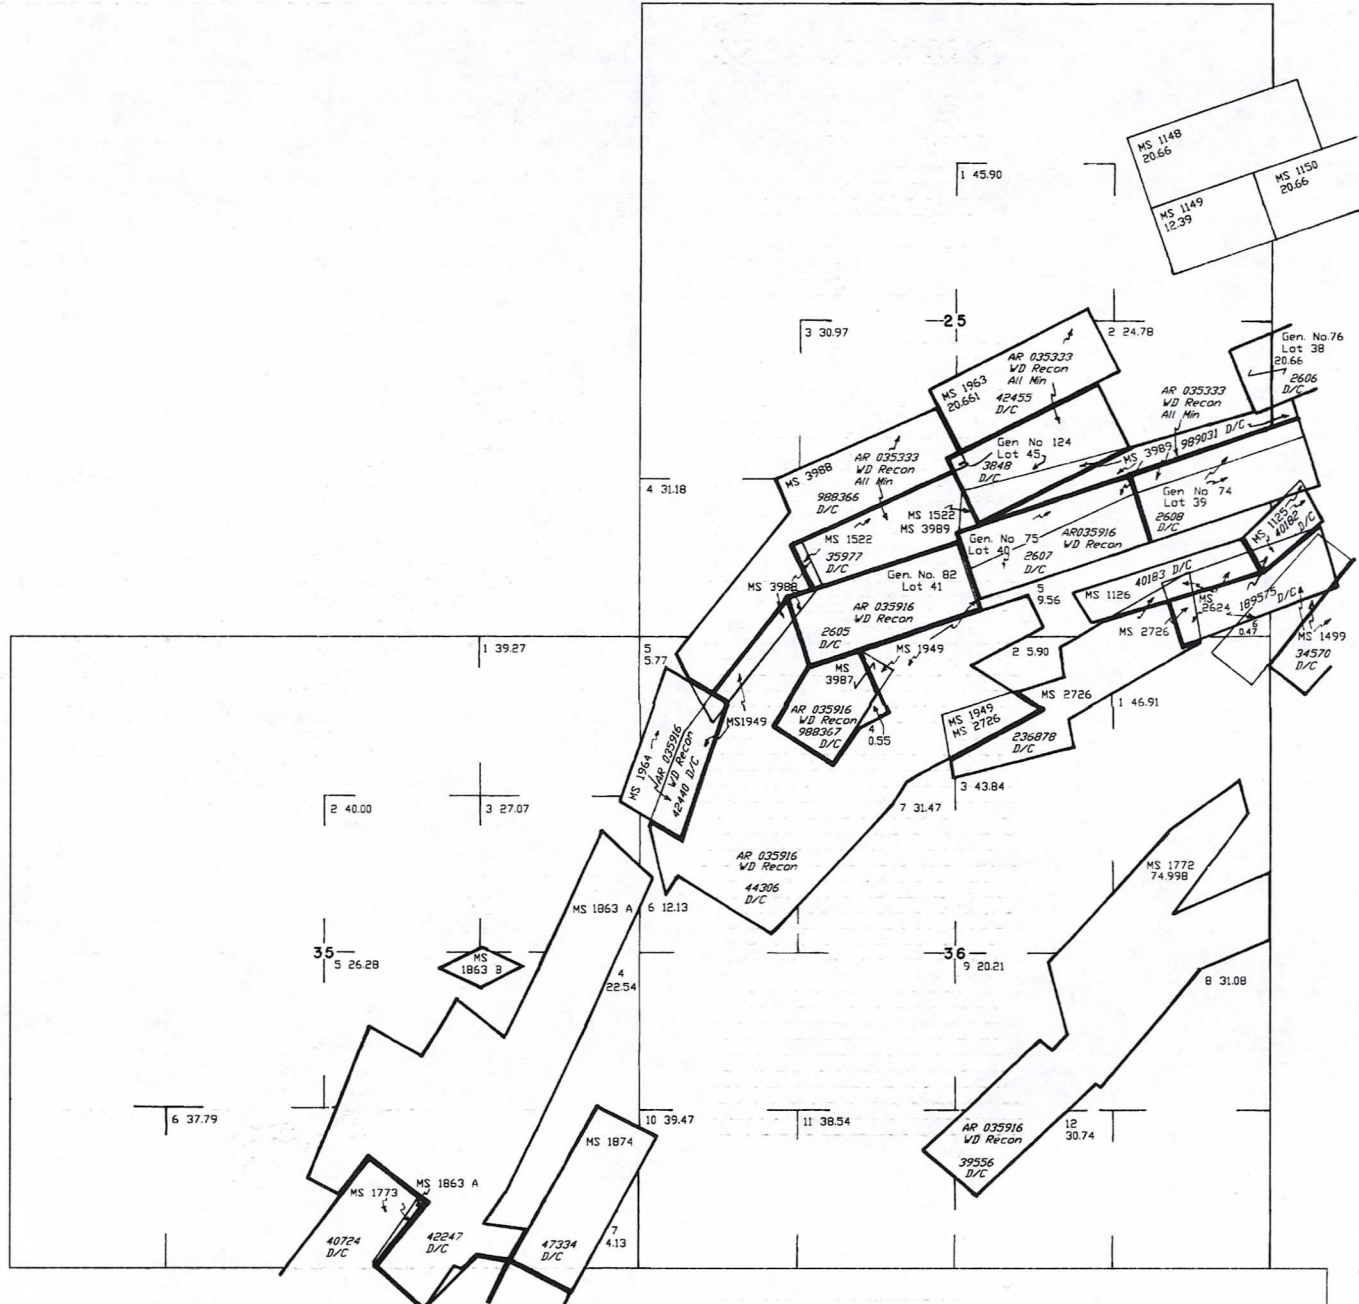 MS 1148
20.66
MS 1150
20.66
MS 1149
12.39
1 45.90
3 30.97
25
2 24.78
Gen. No.76
Lot 38
20.66
2606
D/C
AR 035333
WD Recon
All Min
MS 1963
20.661
42455
D/C
AR 035333
WD Recon
All Min
989031 D/C
MS 3989
Gen No 124
Lot 45
3848
D/C
MS 3988
AR 035333
WD Recon
All Min
988366
D/C
4 31.18
Gen No 74
Lot 39
2608
D/C
MS 1522
MS 3989
MS 1125
40182
D/C
MS 1522
35977
D/C
Gen. No. 75
Lot 40
2607
D/C
AR035916
WD Recon
MS 3988
Gen. No. 82
Lot 41
AR 035916
WD Recon
2605
D/C
5
9.56
40183 D/C
MS 1126
MS
2624
189575 D/C
6
0.47
MS 2726
MS 1499
34570
D/C
1 39.27
5
5.77
MS 1949
2 5.90
MS
3987
MS 2726
1 46.91
MS1949
AR 035916
WD Recon
988367
D/C
4
0.55
MS 1949
MS 2726
236878
D/C
MS 1964
AR 035916
WD Recon
42440 D/C
2 40.00
3 27.07
3 43.84
7 31.47
AR 035916
WD Recon
44306
D/C
MS 1772
74.998
MS 1863 A
6 12.13
35
5 26.28
MS
1863 B
4
22.54
36
9 20.21
8 31.08
6 37.79
10 39.47
11 38.54
12
30.74
AR 035916
WD Recon
39556
D/C
MS 1874
MS 1863 A
MS 1773
40724
D/C
42247
D/C
47334
D/C
7
4.13